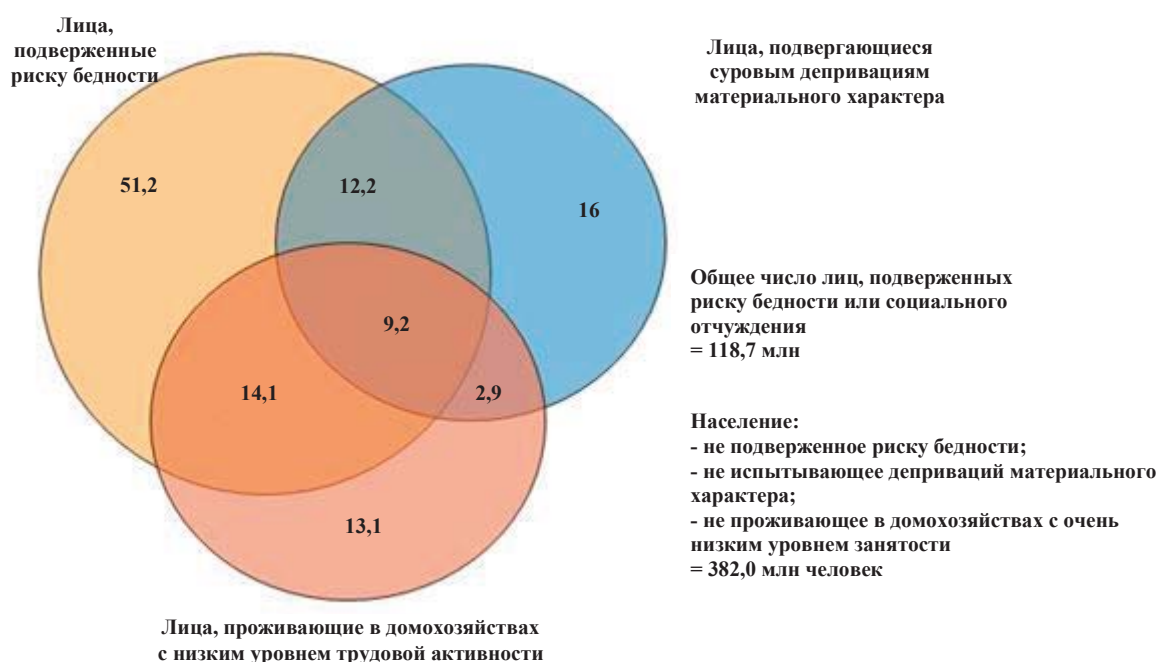 Лица,
подверженные
риску бедности
Лица, подвергающиеся
суровым депривациям
материального характера
51,2
12,2
16
9,2
14,1
2,9
13,1
Общее число лиц, подверженных
риску бедности или социального
отчуждения
= 118,7 млн
Население:
- не подверженное риску бедности;
- не испытывающее деприваций материального
характера;
- не проживающее в домохозяйствах с очень
низким уровнем занятости
= 382,0 млн человек
Лица, проживающие в домохозяйствах
с низким уровнем трудовой активности